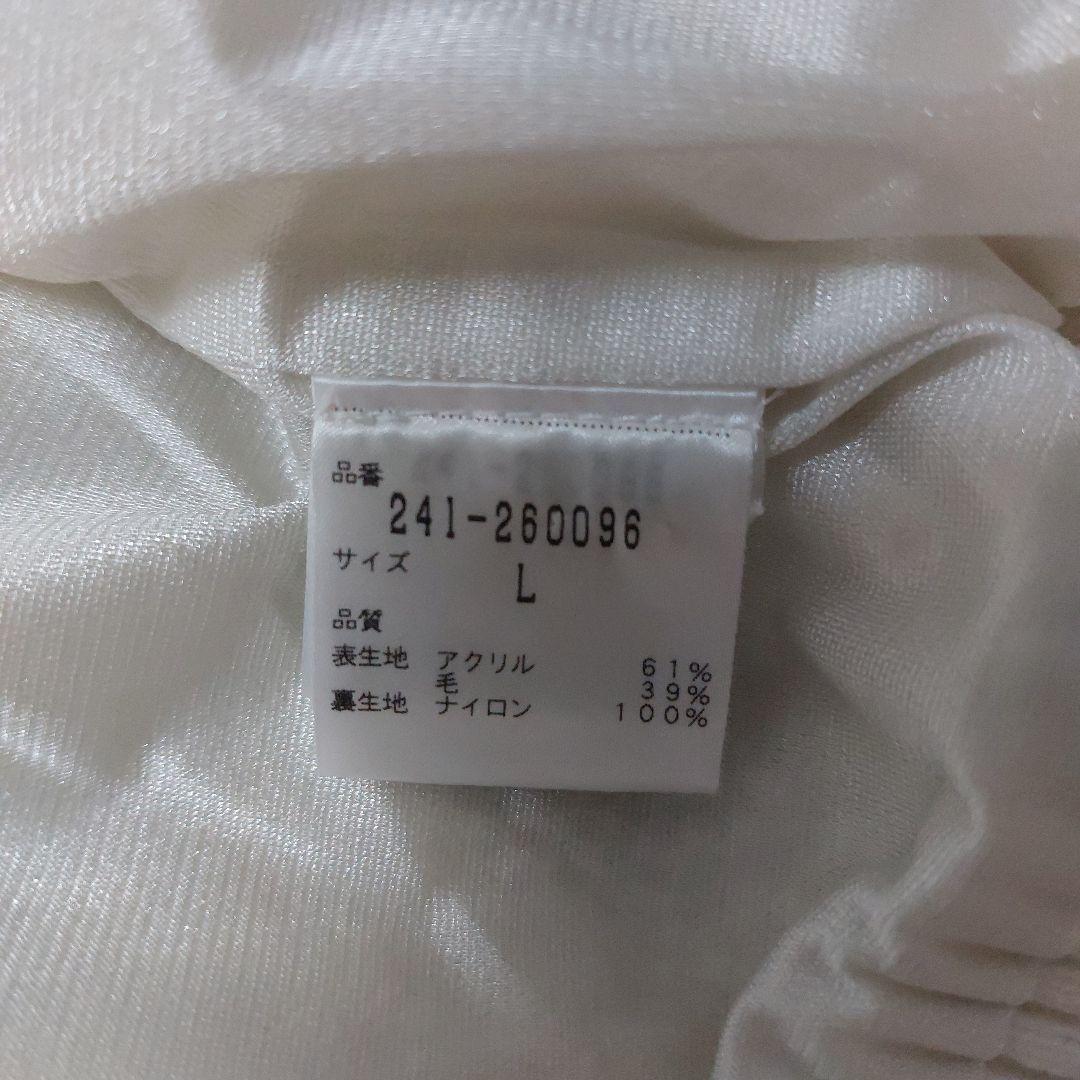 品番
241-260096
サイズ
L
品質
表生地 アクリル 61%
毛 39%
裏生地 ナイロン 100%